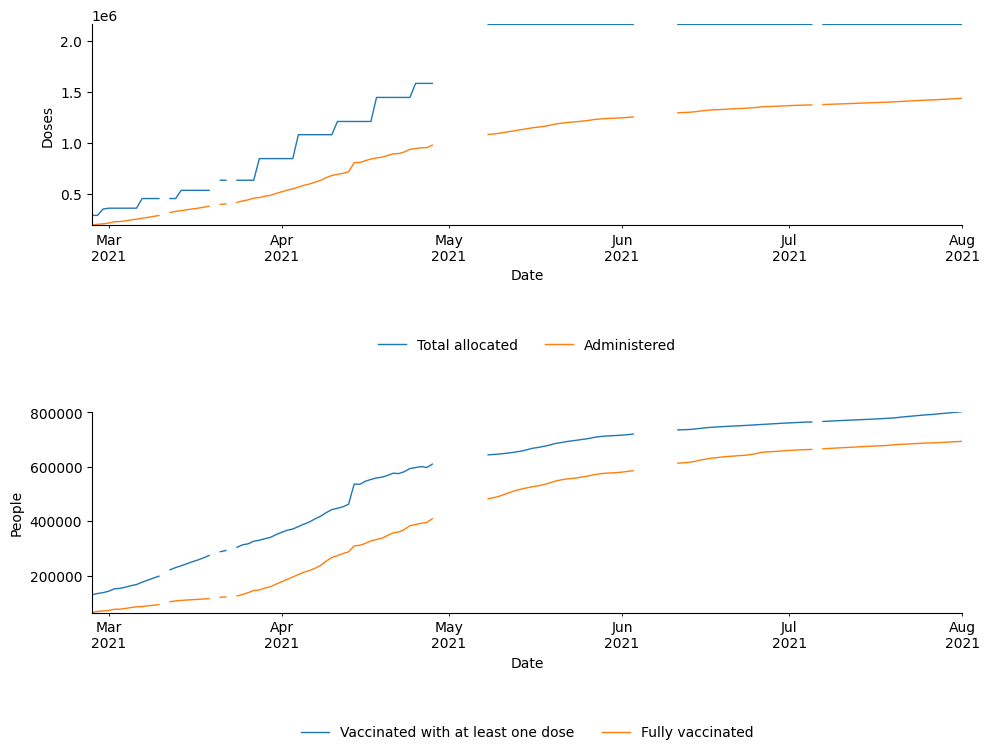 1e6
2.0
1.5
1.0
0.5
Doses
Mar Apr May Jun Jul Aug
2021 2021 2021 2021 2021 2021
Date
Total allocated Administered
800000
600000
400000
200000
People
Mar Apr May Jun Jul Aug
2021 2021 2021 2021 2021 2021
Date
Vaccinated with at least one dose Fully vaccinated